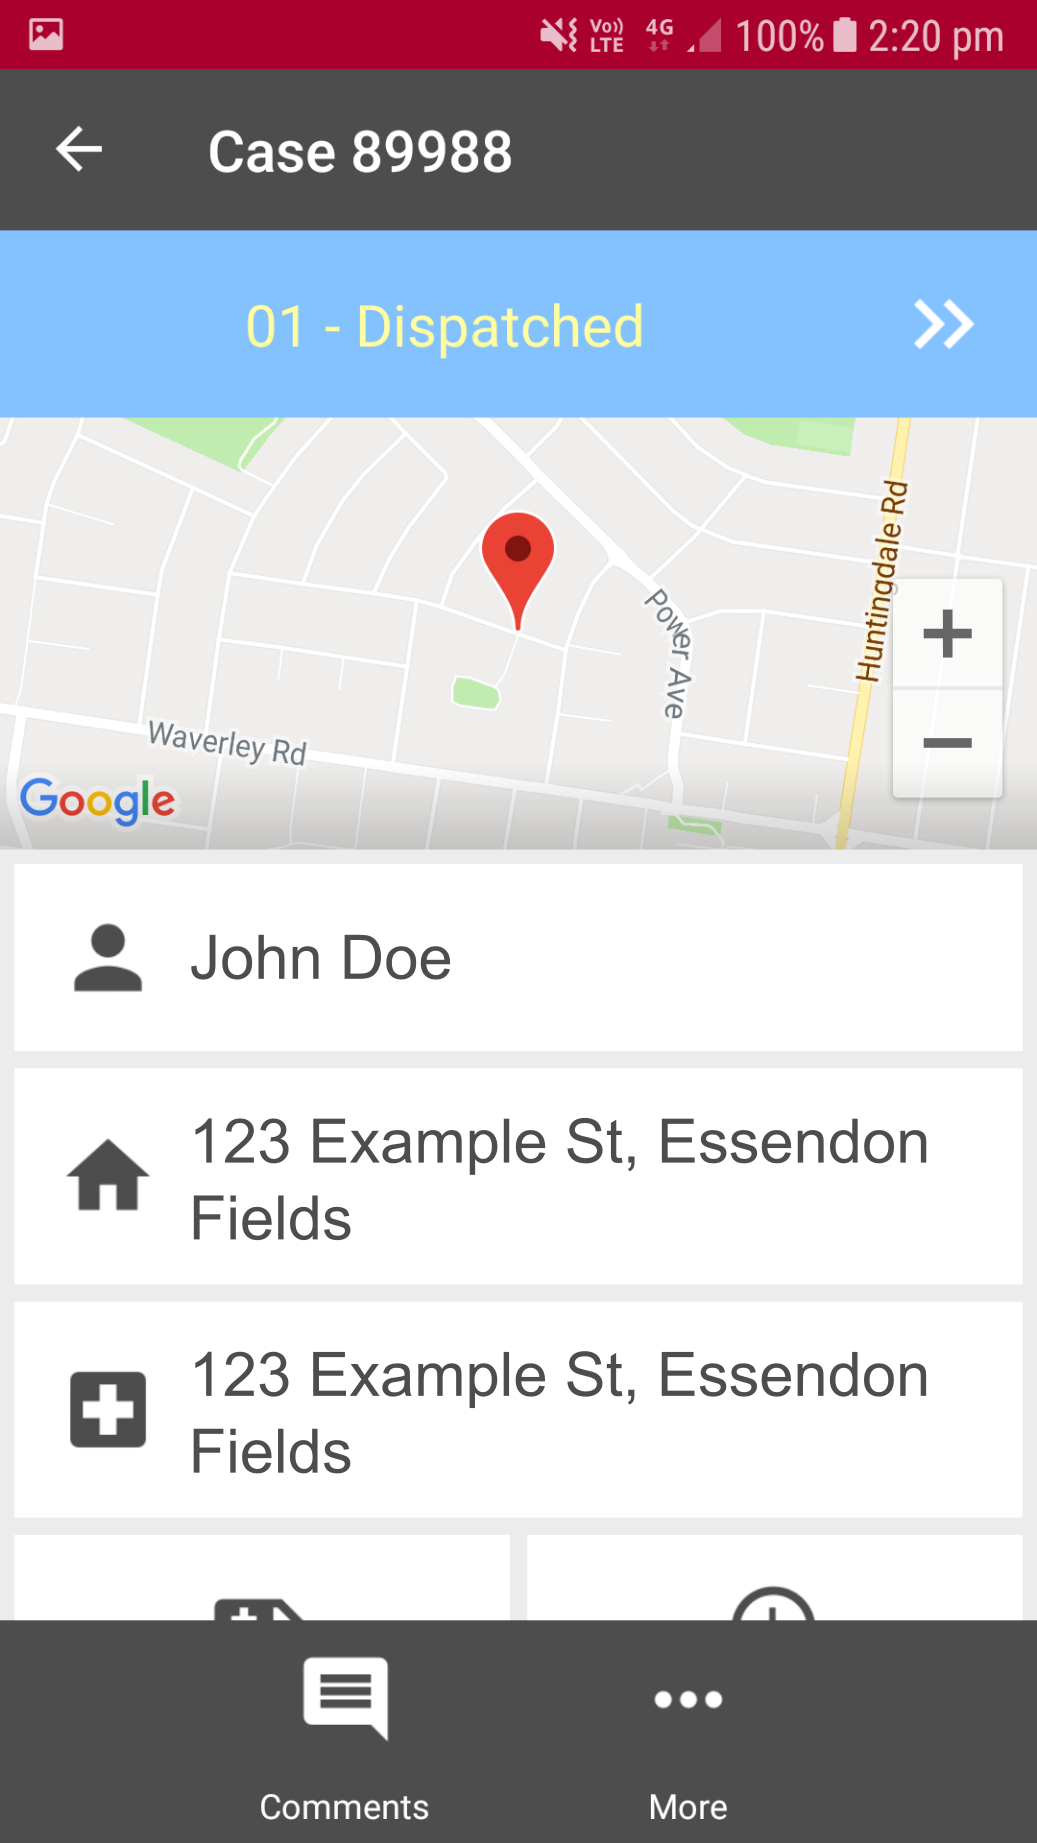 Vo)) LTE 4G 100% 2:20 pm
Case 89988
01 - Dispatched
Huntingdale Rd
Power Ave
Waverley Rd
Google
John Doe
123 Example St, Essendon
Fields
123 Example St, Essendon
Fields
Comments
More